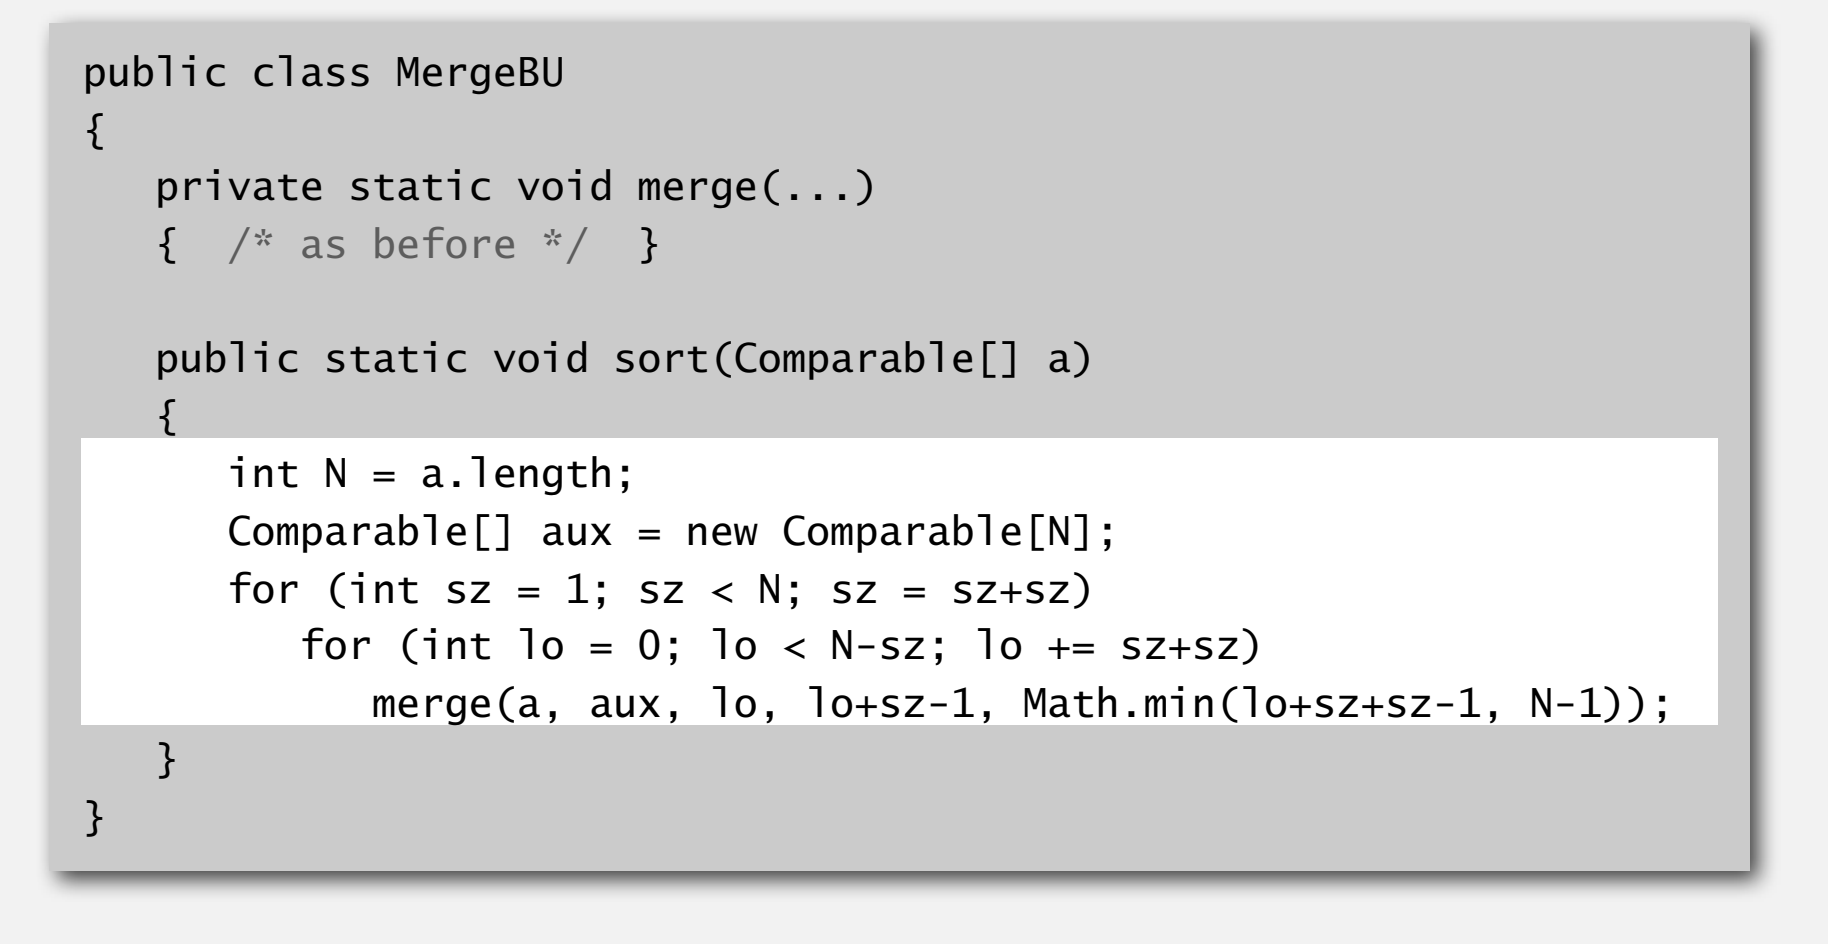 public class MergeBU
{
   private static void merge(...)
   {  /* as before */  }

   public static void sort(Comparable[] a)
   {
      int N = a.length;
      Comparable[] aux = new Comparable[N];
      for (int sz = 1; sz < N; sz = sz+sz)
         for (int lo = 0; lo < N-sz; lo += sz+sz)
            merge(a, aux, lo, lo+sz-1, Math.min(lo+sz+sz-1, N-1));
   }
}